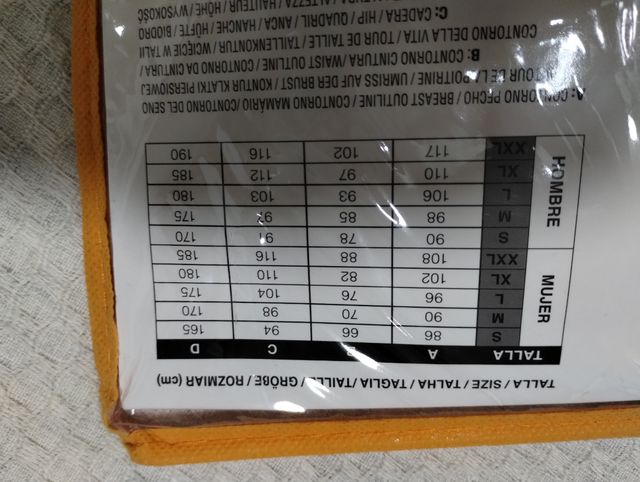 TALLA / SIZE / TALHA / TAGLIA /TAILLE / GRÖßE / ROZMIAR (cm)
TALLA A B C D
MUJER
S 86 66 94 165
M 90 70 98 170
L 96 76 104 175
XL 102 82 110 180
XXL 108 88 116 185
HOMBRE
S 90 78 91 170
M 98 85 97 175
L 106 93 103 180
XL 110 97 112 185
XXL 117 102 116 190
A: CONTORNO PECHO / BREAST OUTILINE / CONTORNO MAMÁRIO /CONTORNO DEL SENO
TOUR DE LA POITRINE / UMRISS AUF DER BRUST / KONTUR KLATKI PIERSIOWEJ
B: CONTORNO CINTURA /WAIST OUTLINE / CONTORNO DA CINTURA /
CONTORNO DELLA VITA / TOUR DE TAILLE / TAILLENKONTUR / WCIĘCIE W TALII
C: CADERA / HIP / QUADRIL / ANCA / HANCHE / HÜFTE / BIODRO